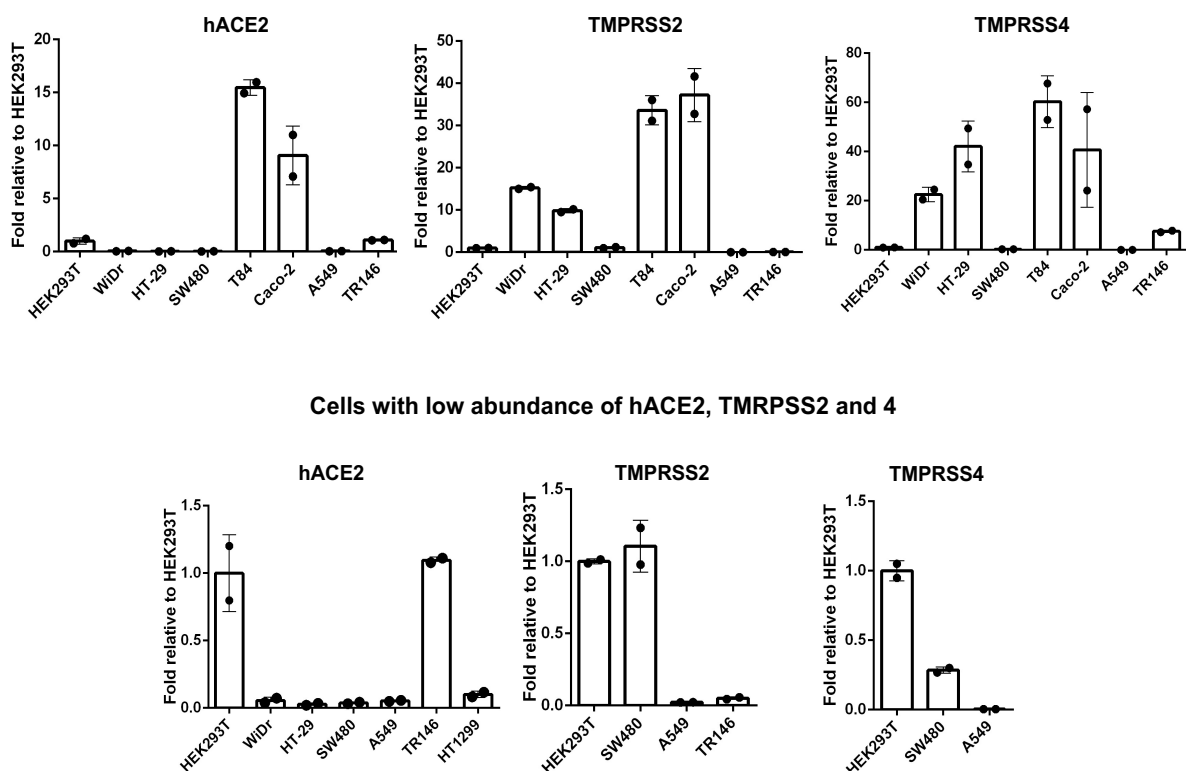 hACE2
Fold relative to HEK293T
20
15
10
5
0
HEK293T
WiDr
HT-29
SW480
T84
Caco-2
A549
TR146
TMPRSS2
Fold relative to HEK293T
50
40
30
20
10
0
HEK293T
WiDr
HT-29
SW480
T84
Caco-2
A549
TR146
TMPRSS4
Fold relative to HEK293T
80
60
40
20
0
HEK293T
WiDr
HT-29
SW480
T84
Caco-2
A549
TR146
Cells with low abundance of hACE2, TMRPSS2 and 4
hACE2
Fold relative to HEK293T
1.5
1.0
0.5
0.0
HEK293T
WiDr
HT-29
SW480
A549
TR146
HT1299
TMPRSS2
Fold relative to HEK293T
1.5
1.0
0.5
0.0
HEK293T
SW480
A549
TR146
TMPRSS4
Fold relative to HEK293T
1.5
1.0
0.5
0.0
HEK293T
SW480
A549